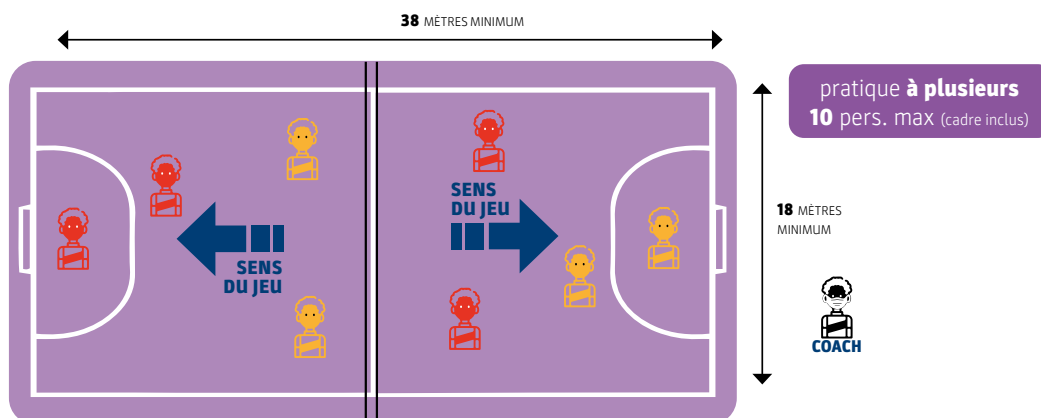 38 MÈTRES MINIMUM
pratique à plusieurs
10 pers. max (cadre inclus)
SENS
DU JEU
18 MÈTRES
MINIMUM
SENS
DU JEU
COACH